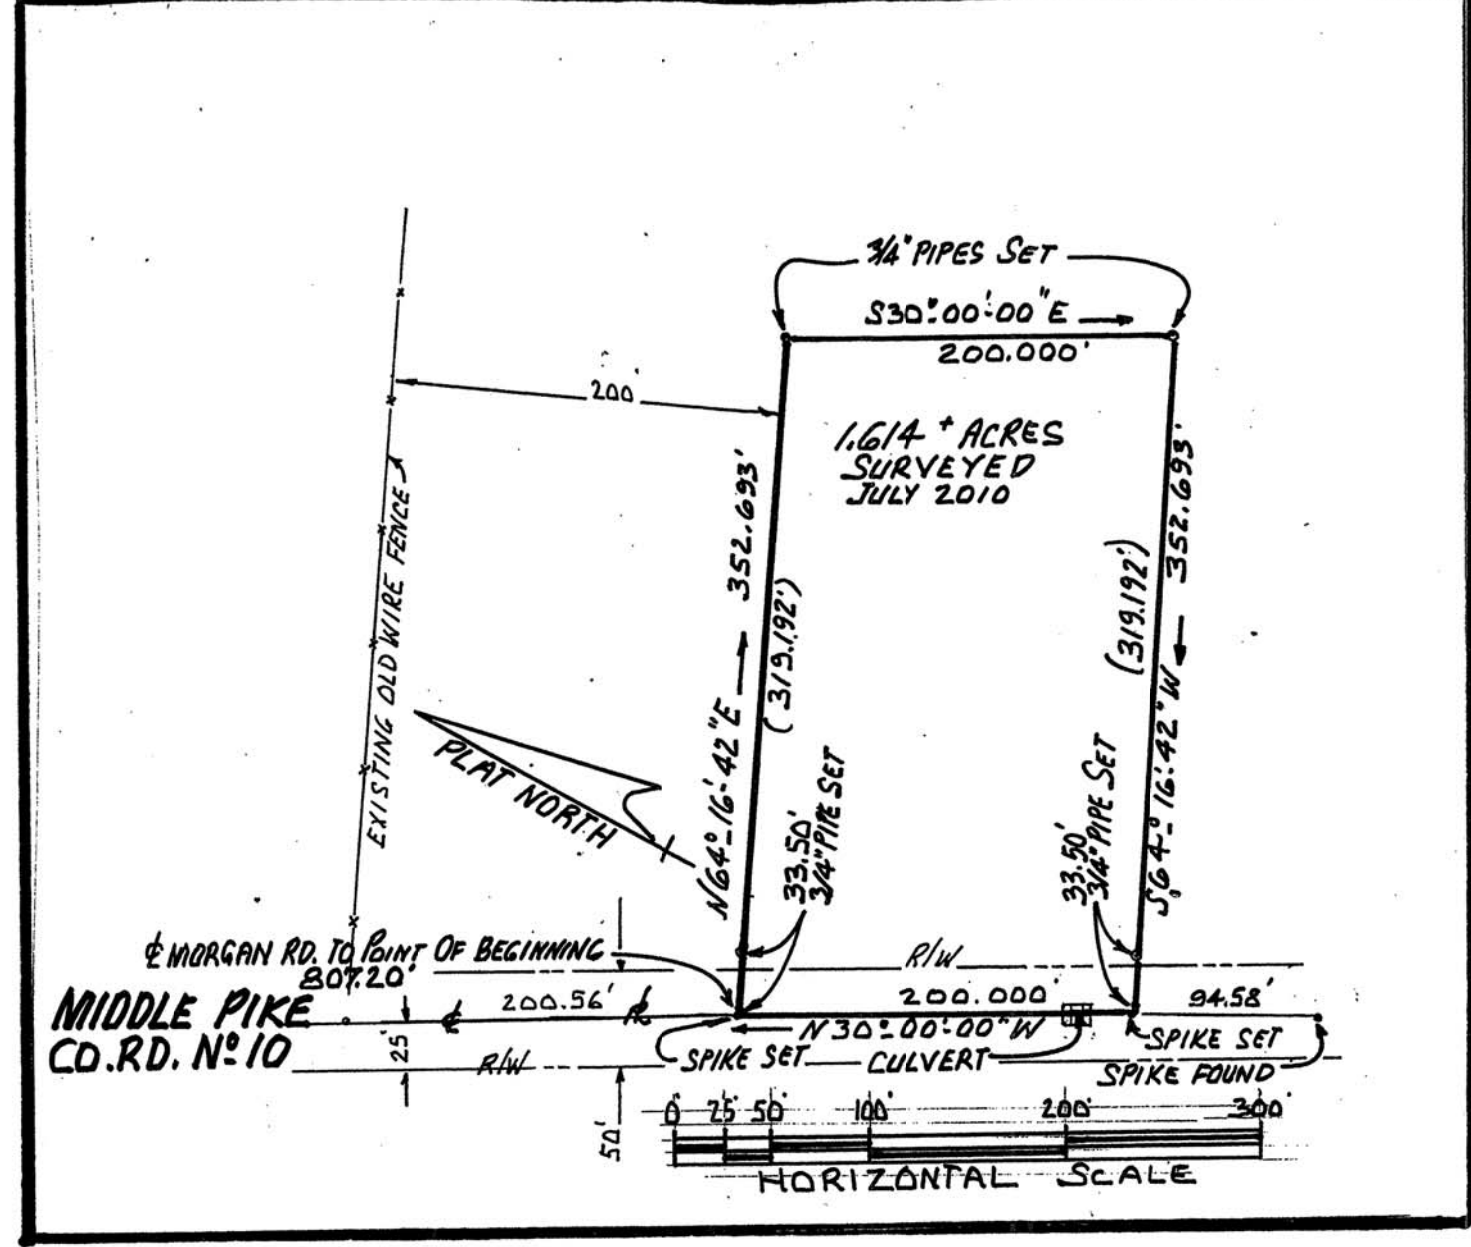 3/4" PIPES SET
S30°-00'-00"E
200.000'
200'
1.614 + ACRES
SURVEYED
JULY 2010
352.693'
(319.192')
N64°-16'-42"E
352.693'
(319.192')
S64°-16'-42"W
EXISTING OLD WIRE FENCE
PLAT NORTH
33.50'
3/4" PIPE SET
33.50'
3/4" PIPE SET
℄ MORGAN RD. TO POINT OF BEGINNING
807.20'
R/W
MIDDLE PIKE
CO. RD. Nº 10
200.56'
200.000'
94.58'
N30°-00'-00"W
25'
R/W
SPIKE SET
CULVERT
SPIKE SET
SPIKE FOUND
50'
0' 25' 50' 100' 200' 300'
HORIZONTAL SCALE